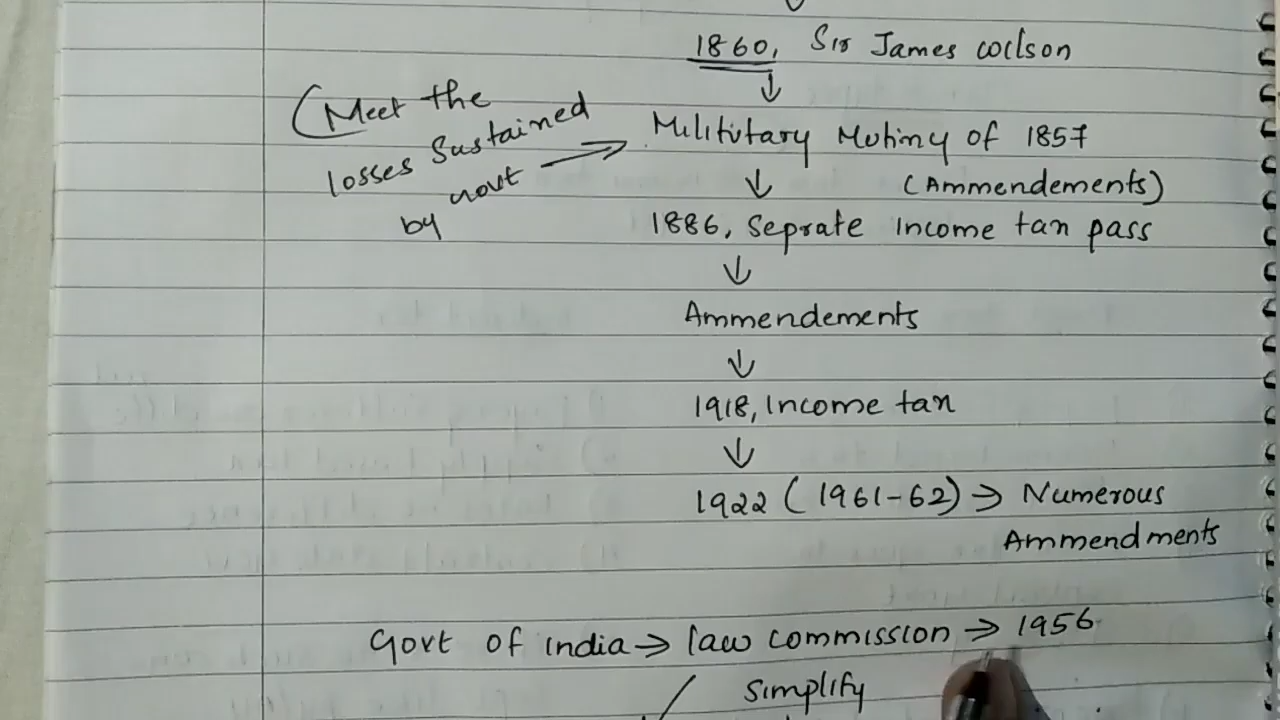 1860, Sir James wilson
↓
(Meet the
losses Sustained
by govt →
Militutary Mutiny of 1857
↓ (Ammendements)
1886, Seprate Income tax pass
↓
Ammendements
↓
1918, Income tax
↓
1922 (1961-62) → Numerous
Ammendments
Govt of india → law commission → 1956
Simplify